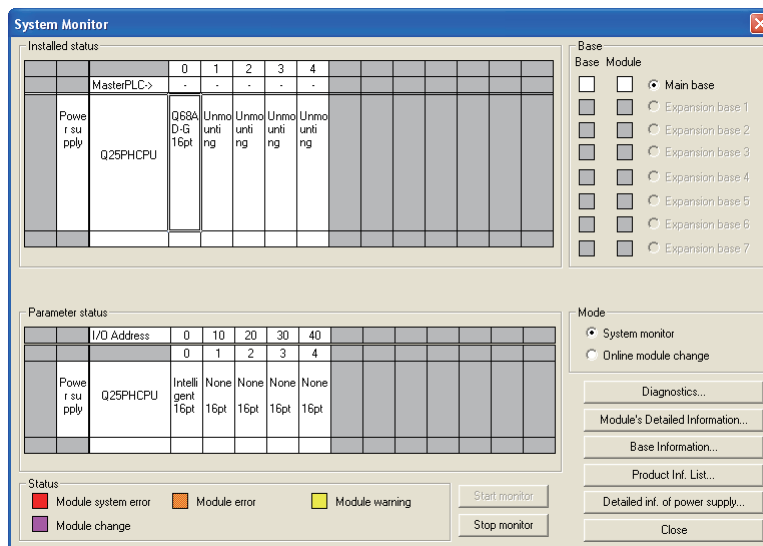 System Monitor
Installed status
0 1 2 3 4
MasterPLC-> - - - - -
Powe
r su
pply
Q25PHCPU
Q68A
D-G
16pt
Unmo
unti
ng
Unmo
unti
ng
Unmo
unti
ng
Unmo
unti
ng
Base
Base Module
Main base
Expansion base 1
Expansion base 2
Expansion base 3
Expansion base 4
Expansion base 5
Expansion base 6
Expansion base 7
Parameter status
I/O Address 0 10 20 30 40
0 1 2 3 4
Powe
r su
pply
Q25PHCPU
Intelli
gent
16pt
None
16pt
None
16pt
None
16pt
None
16pt
Mode
System monitor
Online module change
Diagnostics...
Module's Detailed Information...
Base Information...
Product Inf. List...
Detailed inf. of power supply...
Close
Status
Module system error
Module error
Module warning
Module change
Start monitor
Stop monitor